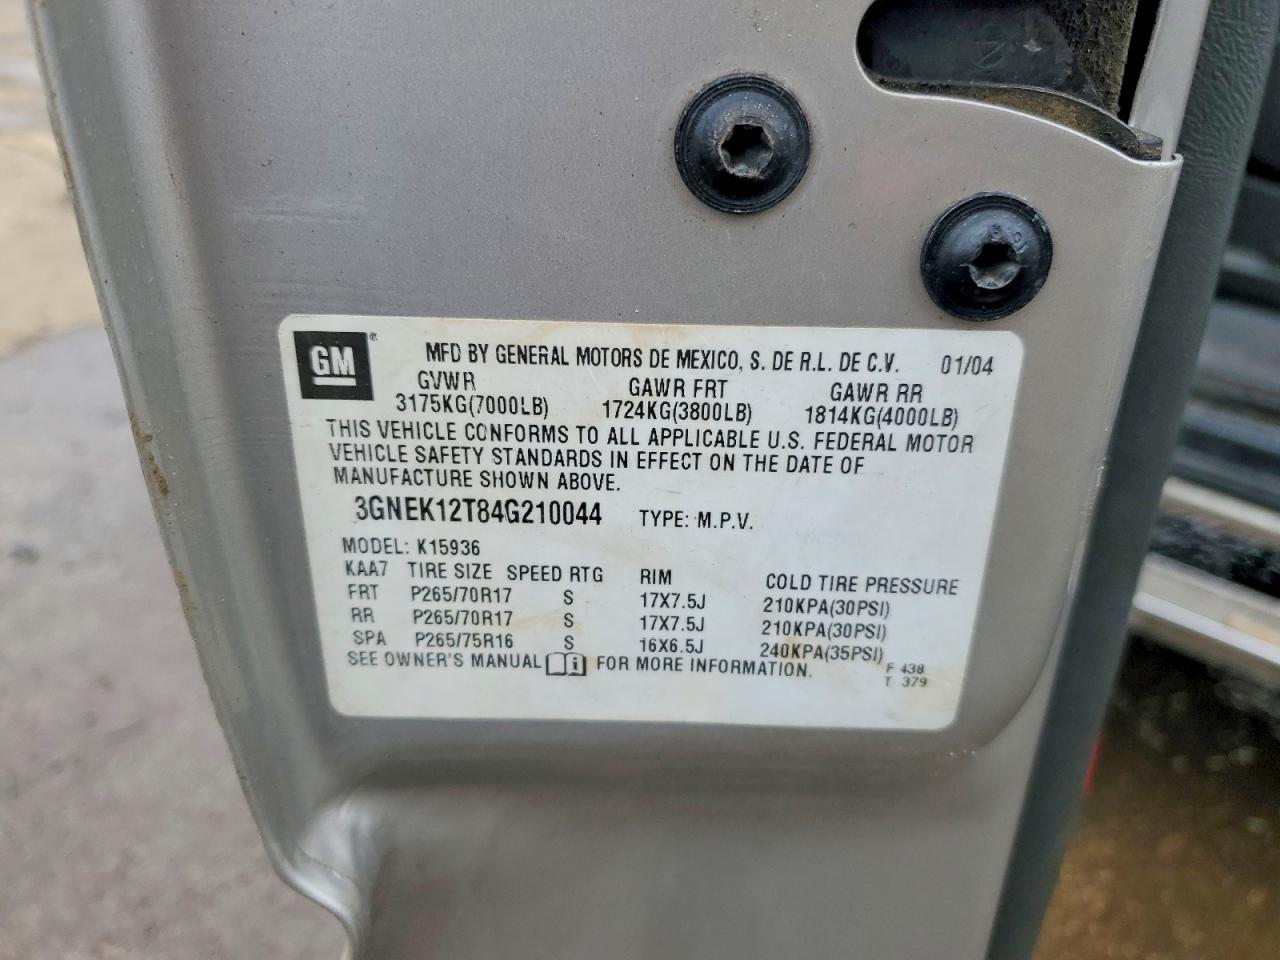 GM ®
MFD BY GENERAL MOTORS DE MEXICO, S. DE R.L. DE C.V. 01/04
GVWR GAWR FRT GAWR RR
3175KG(7000LB) 1724KG(3800LB) 1814KG(4000LB)
THIS VEHICLE CONFORMS TO ALL APPLICABLE U.S. FEDERAL MOTOR
VEHICLE SAFETY STANDARDS IN EFFECT ON THE DATE OF
MANUFACTURE SHOWN ABOVE.
3GNEK12T84G210044 TYPE: M.P.V.
MODEL: K15936
KAA7 TIRE SIZE SPEED RTG RIM COLD TIRE PRESSURE
FRT P265/70R17 S 17X7.5J 210KPA(30PSI)
RR P265/70R17 S 17X7.5J 210KPA(30PSI)
SPA P265/75R16 S 16X6.5J 240KPA(35PSI)
SEE OWNER'S MANUAL i FOR MORE INFORMATION.
F 438
T 379